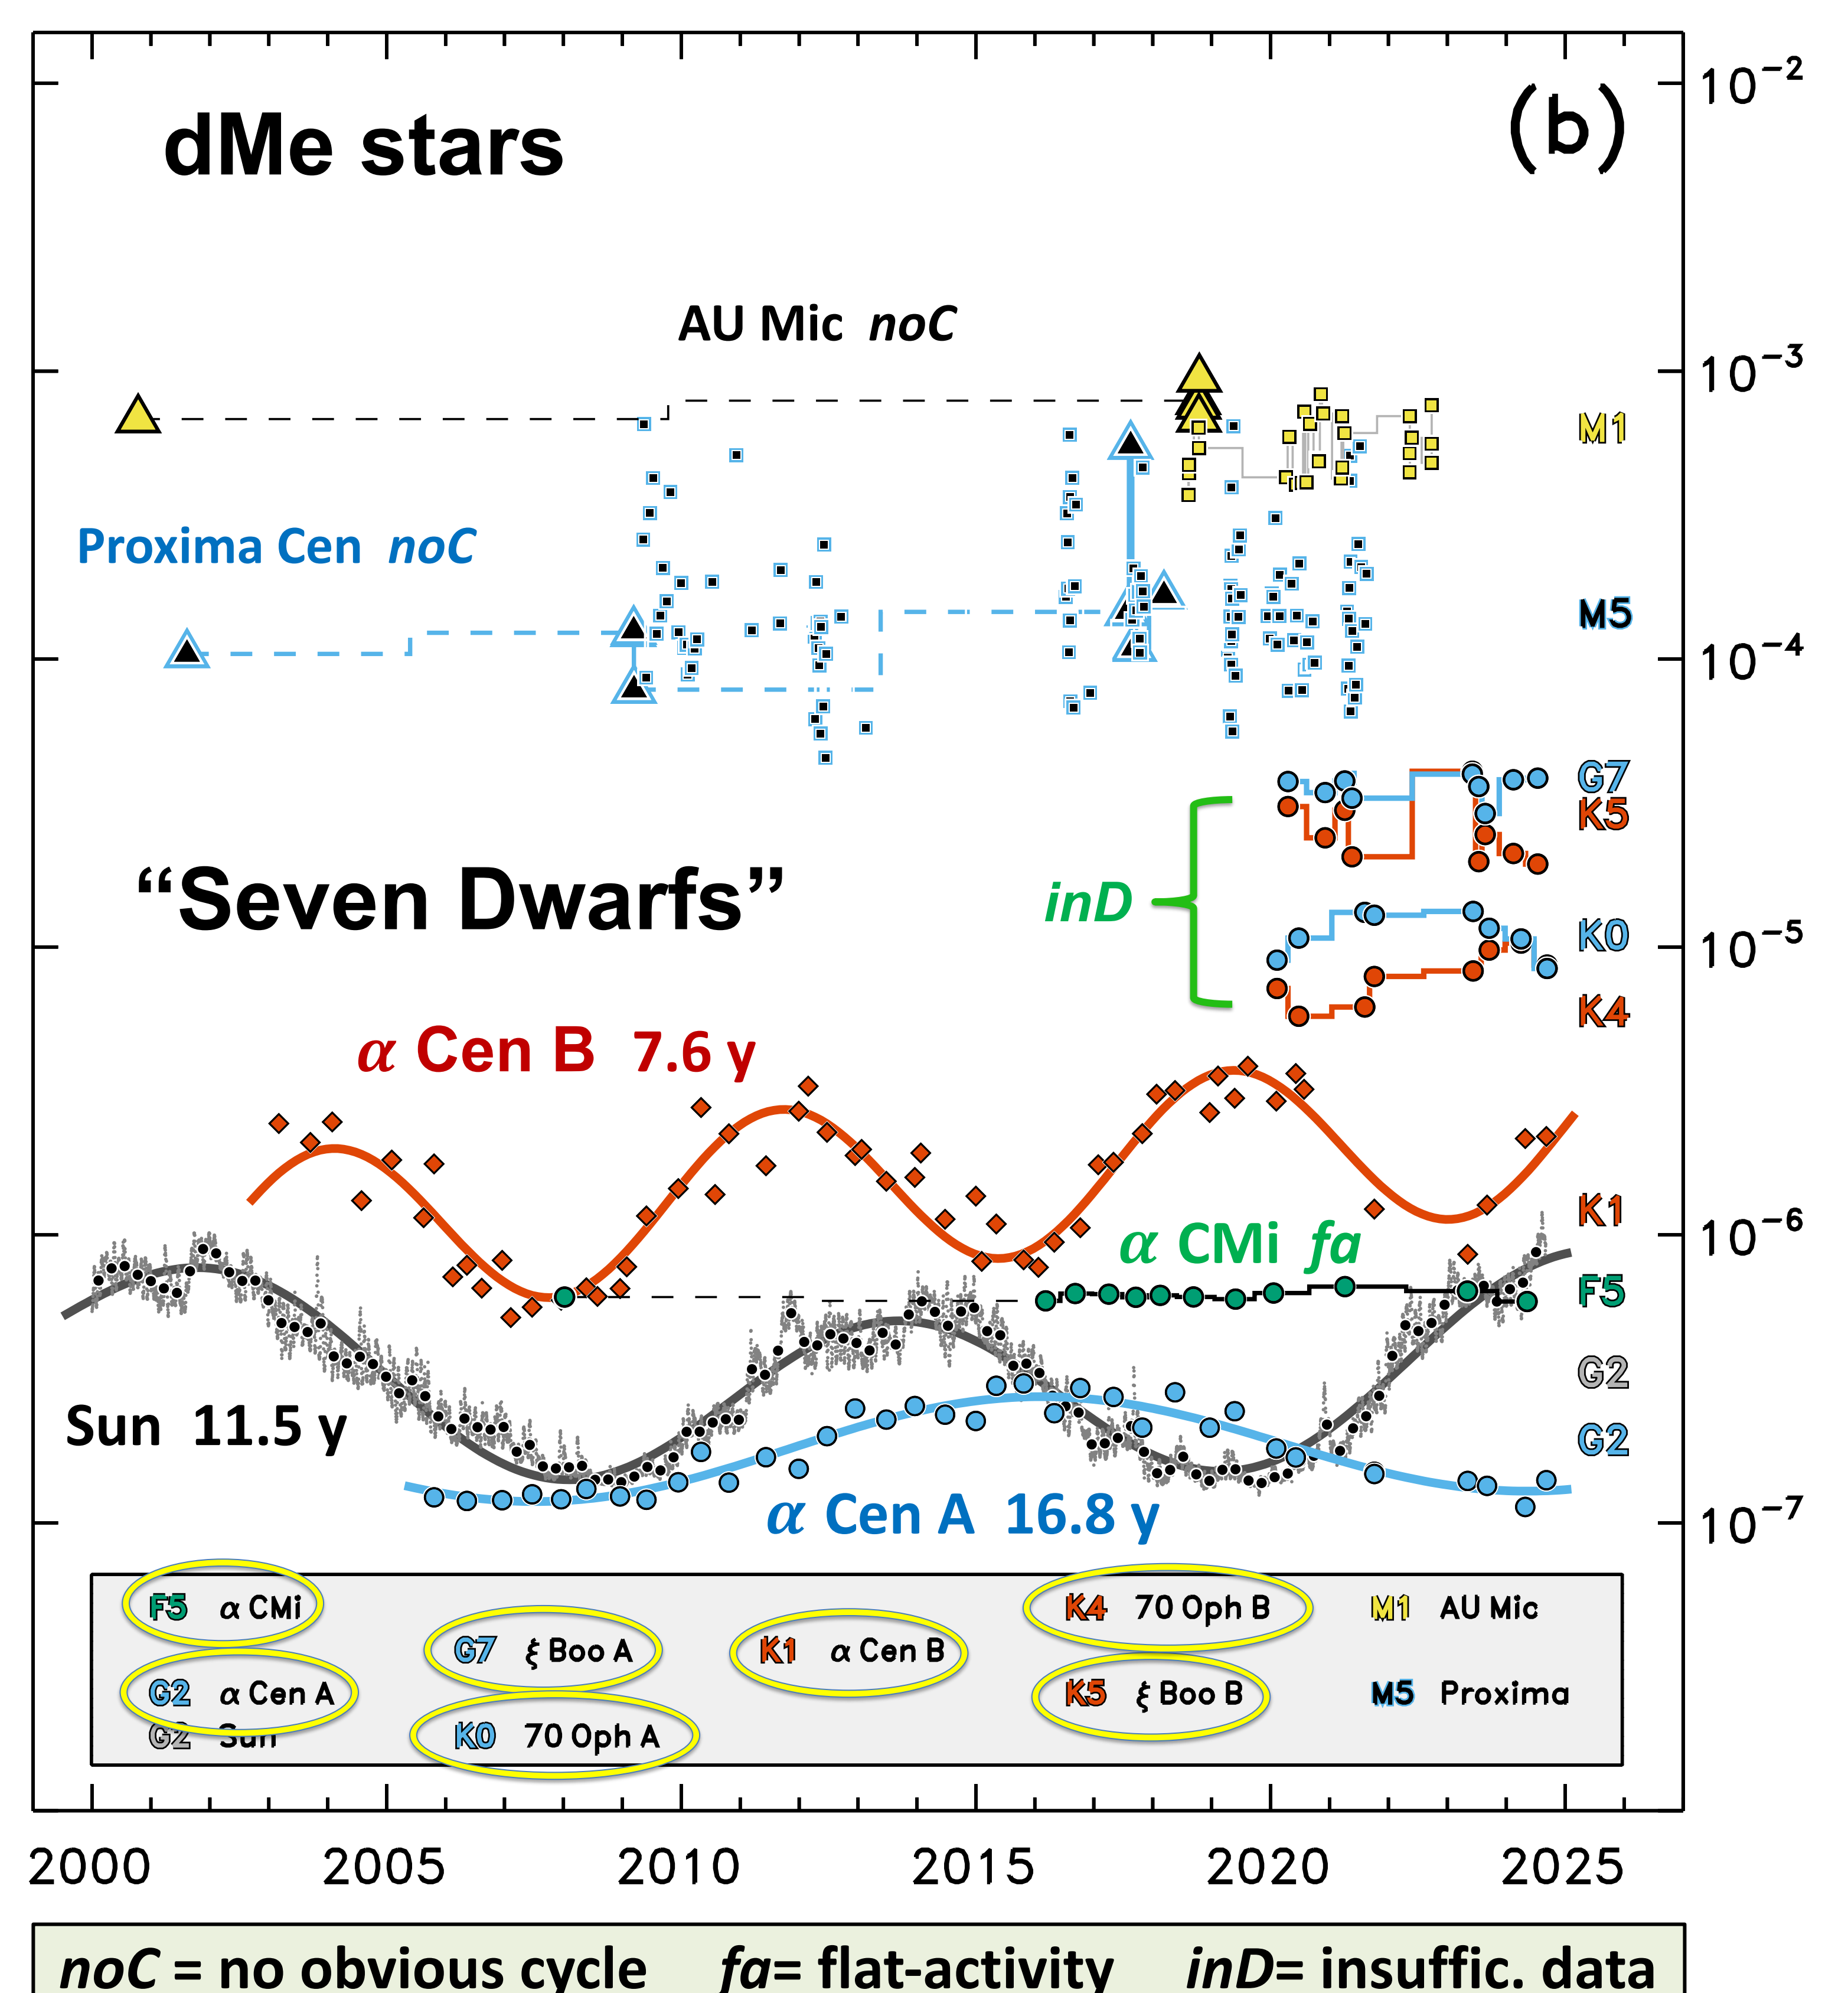 10⁻²
(b)
dMe stars
10⁻³
AU Mic noC
M1
Proxima Cen noC
M5
10⁻⁴
G7
K5
“Seven Dwarfs”
inD
10⁻⁵
K0
K4
α Cen B 7.6 y
K1
10⁻⁶
α CMi fa
F5
G2
Sun 11.5 y
G2
α Cen A 16.8 y
10⁻⁷
F5 α CMi
K4 70 Oph B
M1 AU Mic
G7 ξ Boo A
K1 α Cen B
G2 α Cen A
K5 ξ Boo B
M5 Proxima
G2 Sun
K0 70 Oph A
2000 2005 2010 2015 2020 2025
noC = no obvious cycle fa= flat-activity inD= insuffic. data